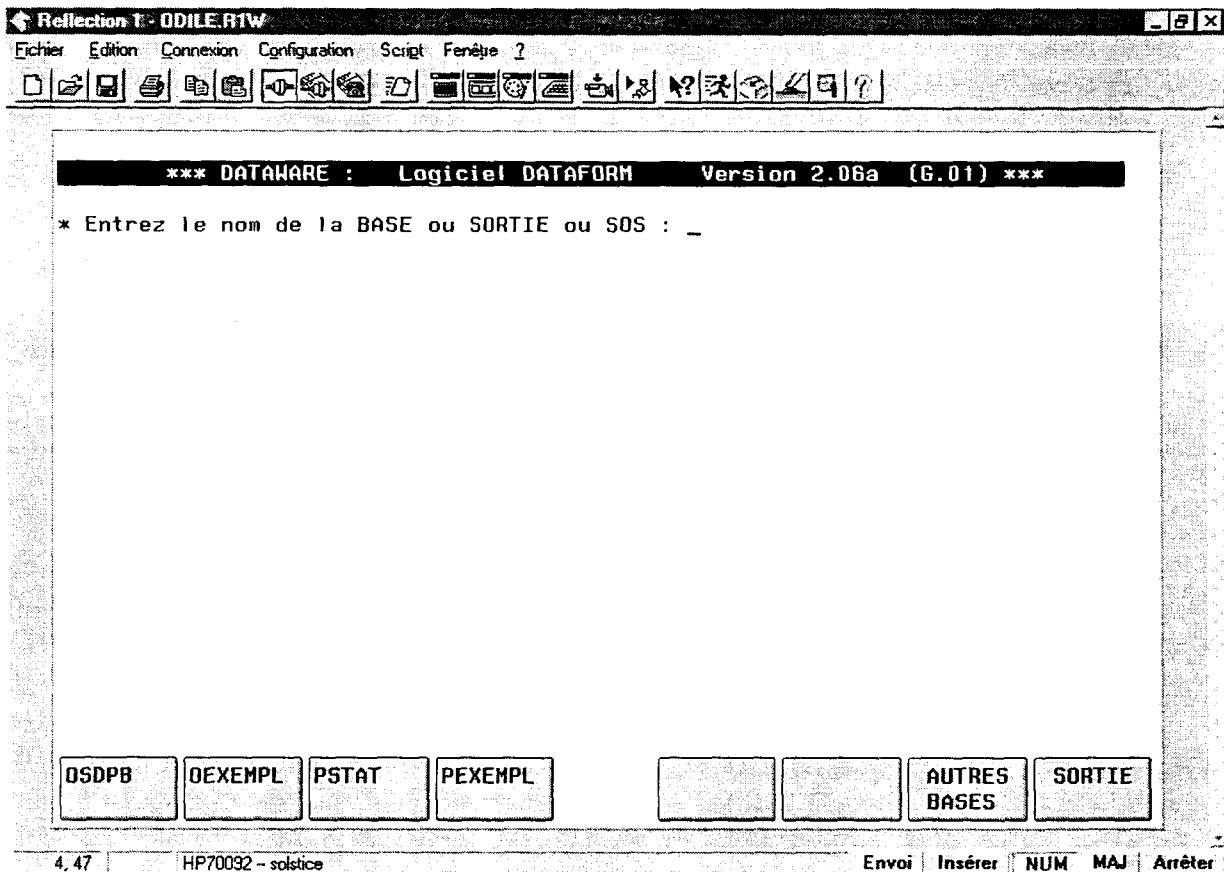 Reflection 1 - ODILE.R1W
Fichier Edition Connexion Configuration Script Fenêtre ?
*** DATAWARE : Logiciel DATAFORM Version 2.06a (G.01) ***
* Entrez le nom de la BASE ou SORTIE ou SOS : _
OSDPB OEXEMPL PSTAT PEXEMPL AUTRES BASES SORTIE
4, 47 HP70092 -- solstice Envoi Insérer NUM MAJ Arrêter